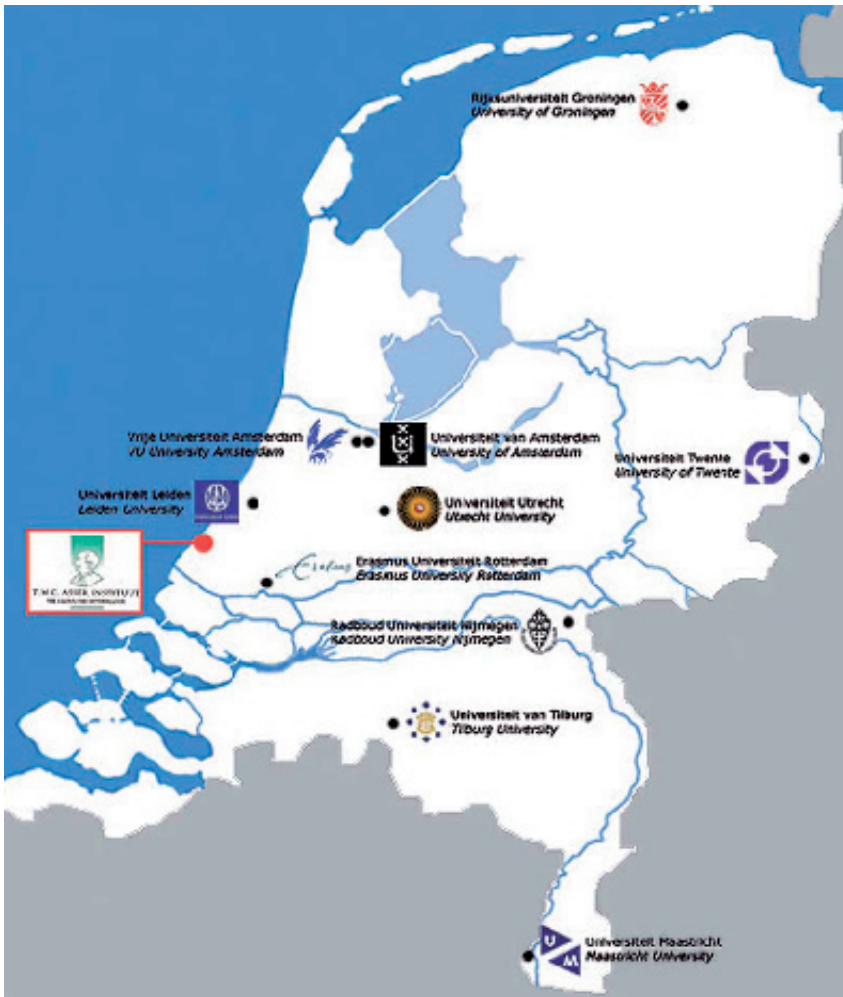 Rijksuniversiteit Groningen
University of Groningen
Vrije Universiteit Amsterdam
VU University Amsterdam
Universiteit van Amsterdam
University of Amsterdam
Universiteit Twente
University of Twente
Universiteit Leiden
Leiden University
Universiteit Utrecht
Utrecht University
T.M.C. ASSER INSTITUUT
Erasmus
Erasmus Universiteit Rotterdam
Erasmus University Rotterdam
Radboud Universiteit Nijmegen
Radboud University Nijmegen
Universiteit van Tilburg
Tilburg University
U
M
Universiteit Maastricht
Maastricht University